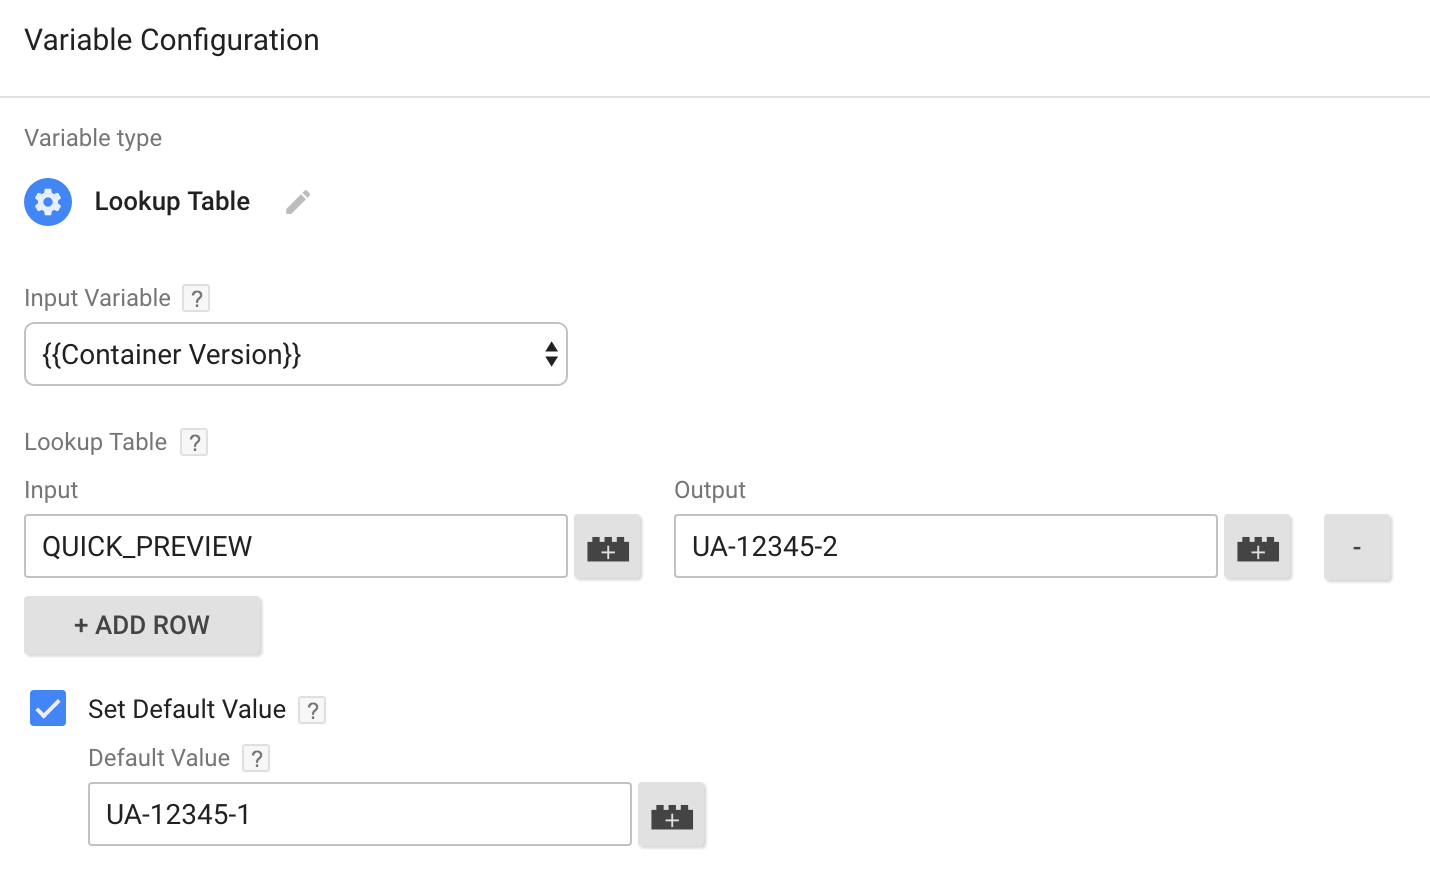 Variable Configuration
Variable type
Lookup Table
Input Variable ?
{{Container Version}}
Lookup Table ?
Input Output
QUICK_PREVIEW + UA-12345-2 + -
+ ADD ROW
Set Default Value ?
Default Value ?
UA-12345-1 +